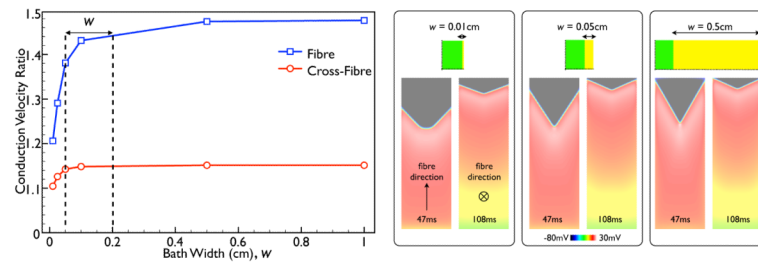 Conduction Velocity Ratio
1.5
1.4
1.3
1.2
1.1
0
w
Fibre
Cross-Fibre
0 0.2 0.4 0.6 0.8 1
Bath Width (cm), w
w = 0.01cm
fibre direction
fibre direction
47ms 108ms
w = 0.05cm
47ms 108ms
-80mV 30mV
w = 0.5cm
47ms 108ms